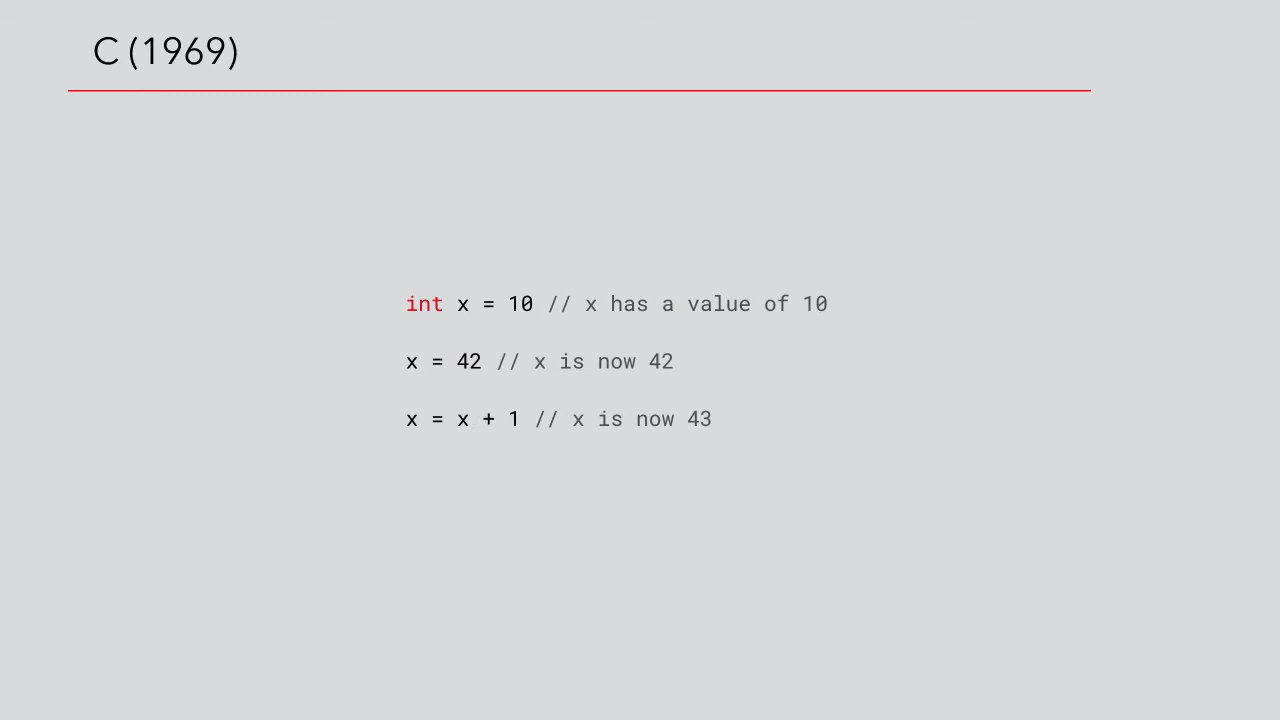 C (1969)
int x = 10 // x has a value of 10
x = 42 // x is now 42
x = x + 1 // x is now 43